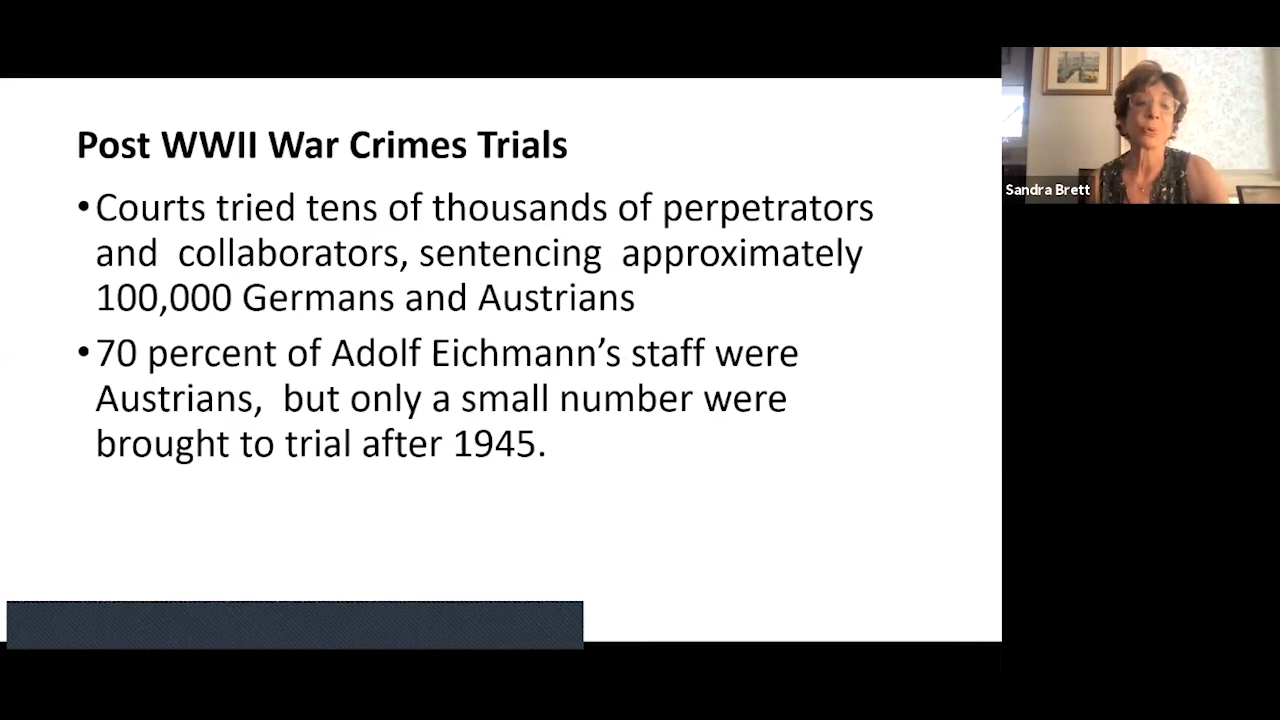 Post WWII War Crimes Trials
•Courts tried tens of thousands of perpetrators
and  collaborators, sentencing  approximately
100,000 Germans and Austrians
•70 percent of Adolf Eichmann’s staff were
Austrians,  but only a small number were
brought to trial after 1945.
Sandra Brett